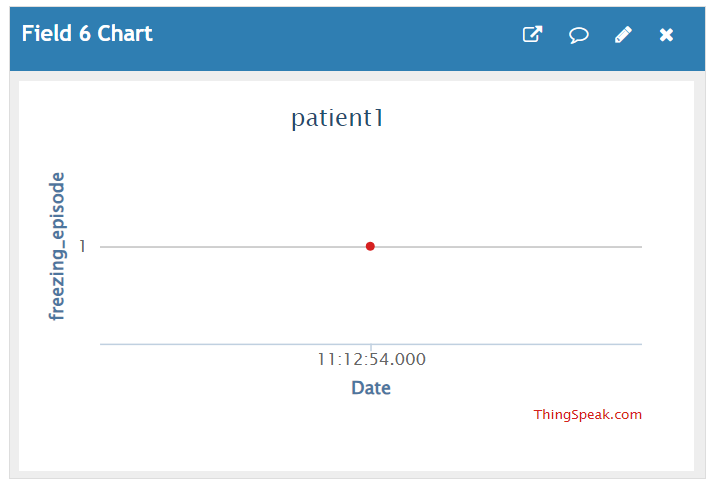 Field 6 Chart
patient1
freezing_episode
1
11:12:54.000
Date
ThingSpeak.com